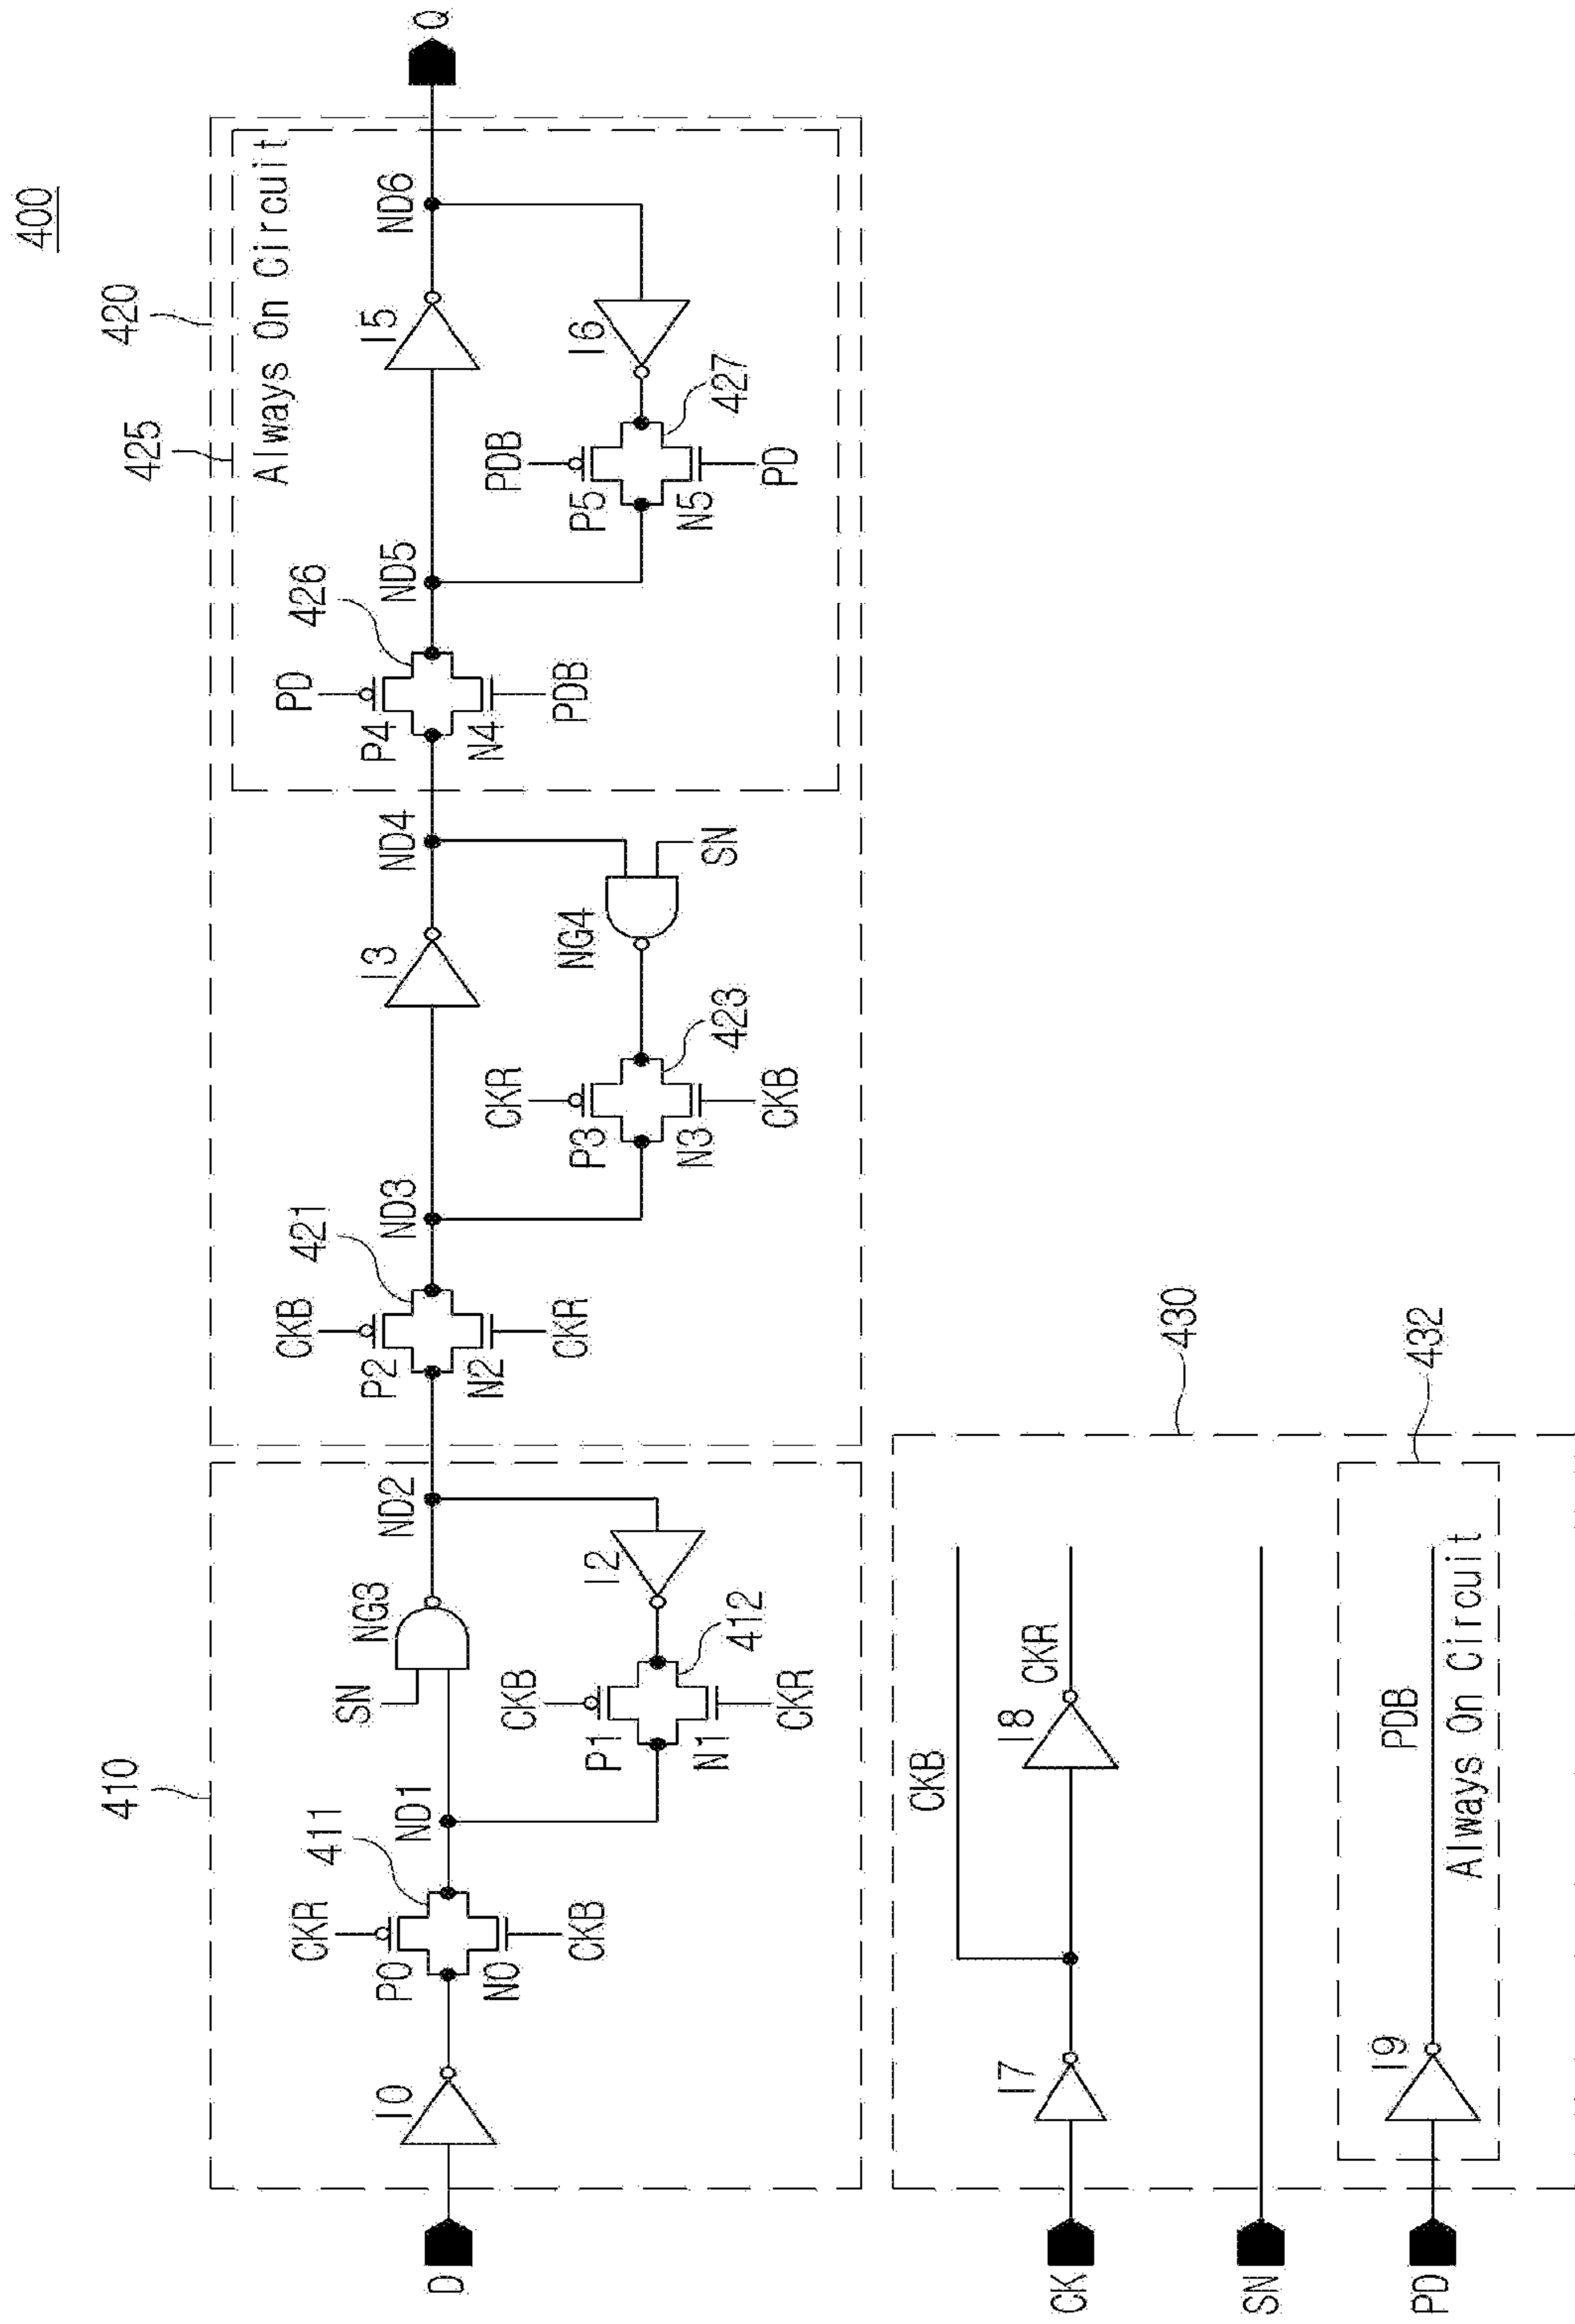 400
410
420
425
Always On Circuit
D
I0
CKR
P0
N0
CKB
411
ND1
SN
NG3
ND2
CKB
P1
N1
CKR
412
I2
CKB
P2
N2
CKR
421
ND3
I3
ND4
CKR
P3
N3
CKB
423
NG4
SN
PD
P4
N4
PDB
426
ND5
I5
ND6
PDB
P5
N5
PD
427
I6
Q
430
CK
I7
CKB
I8
CKR
SN
432
PD
I9
PDB
Always On Circuit